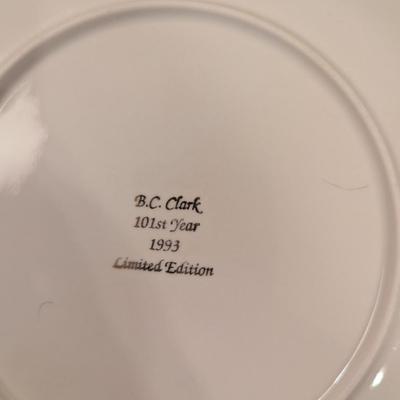 B.C. Clark
101st Year
1993
Limited Edition